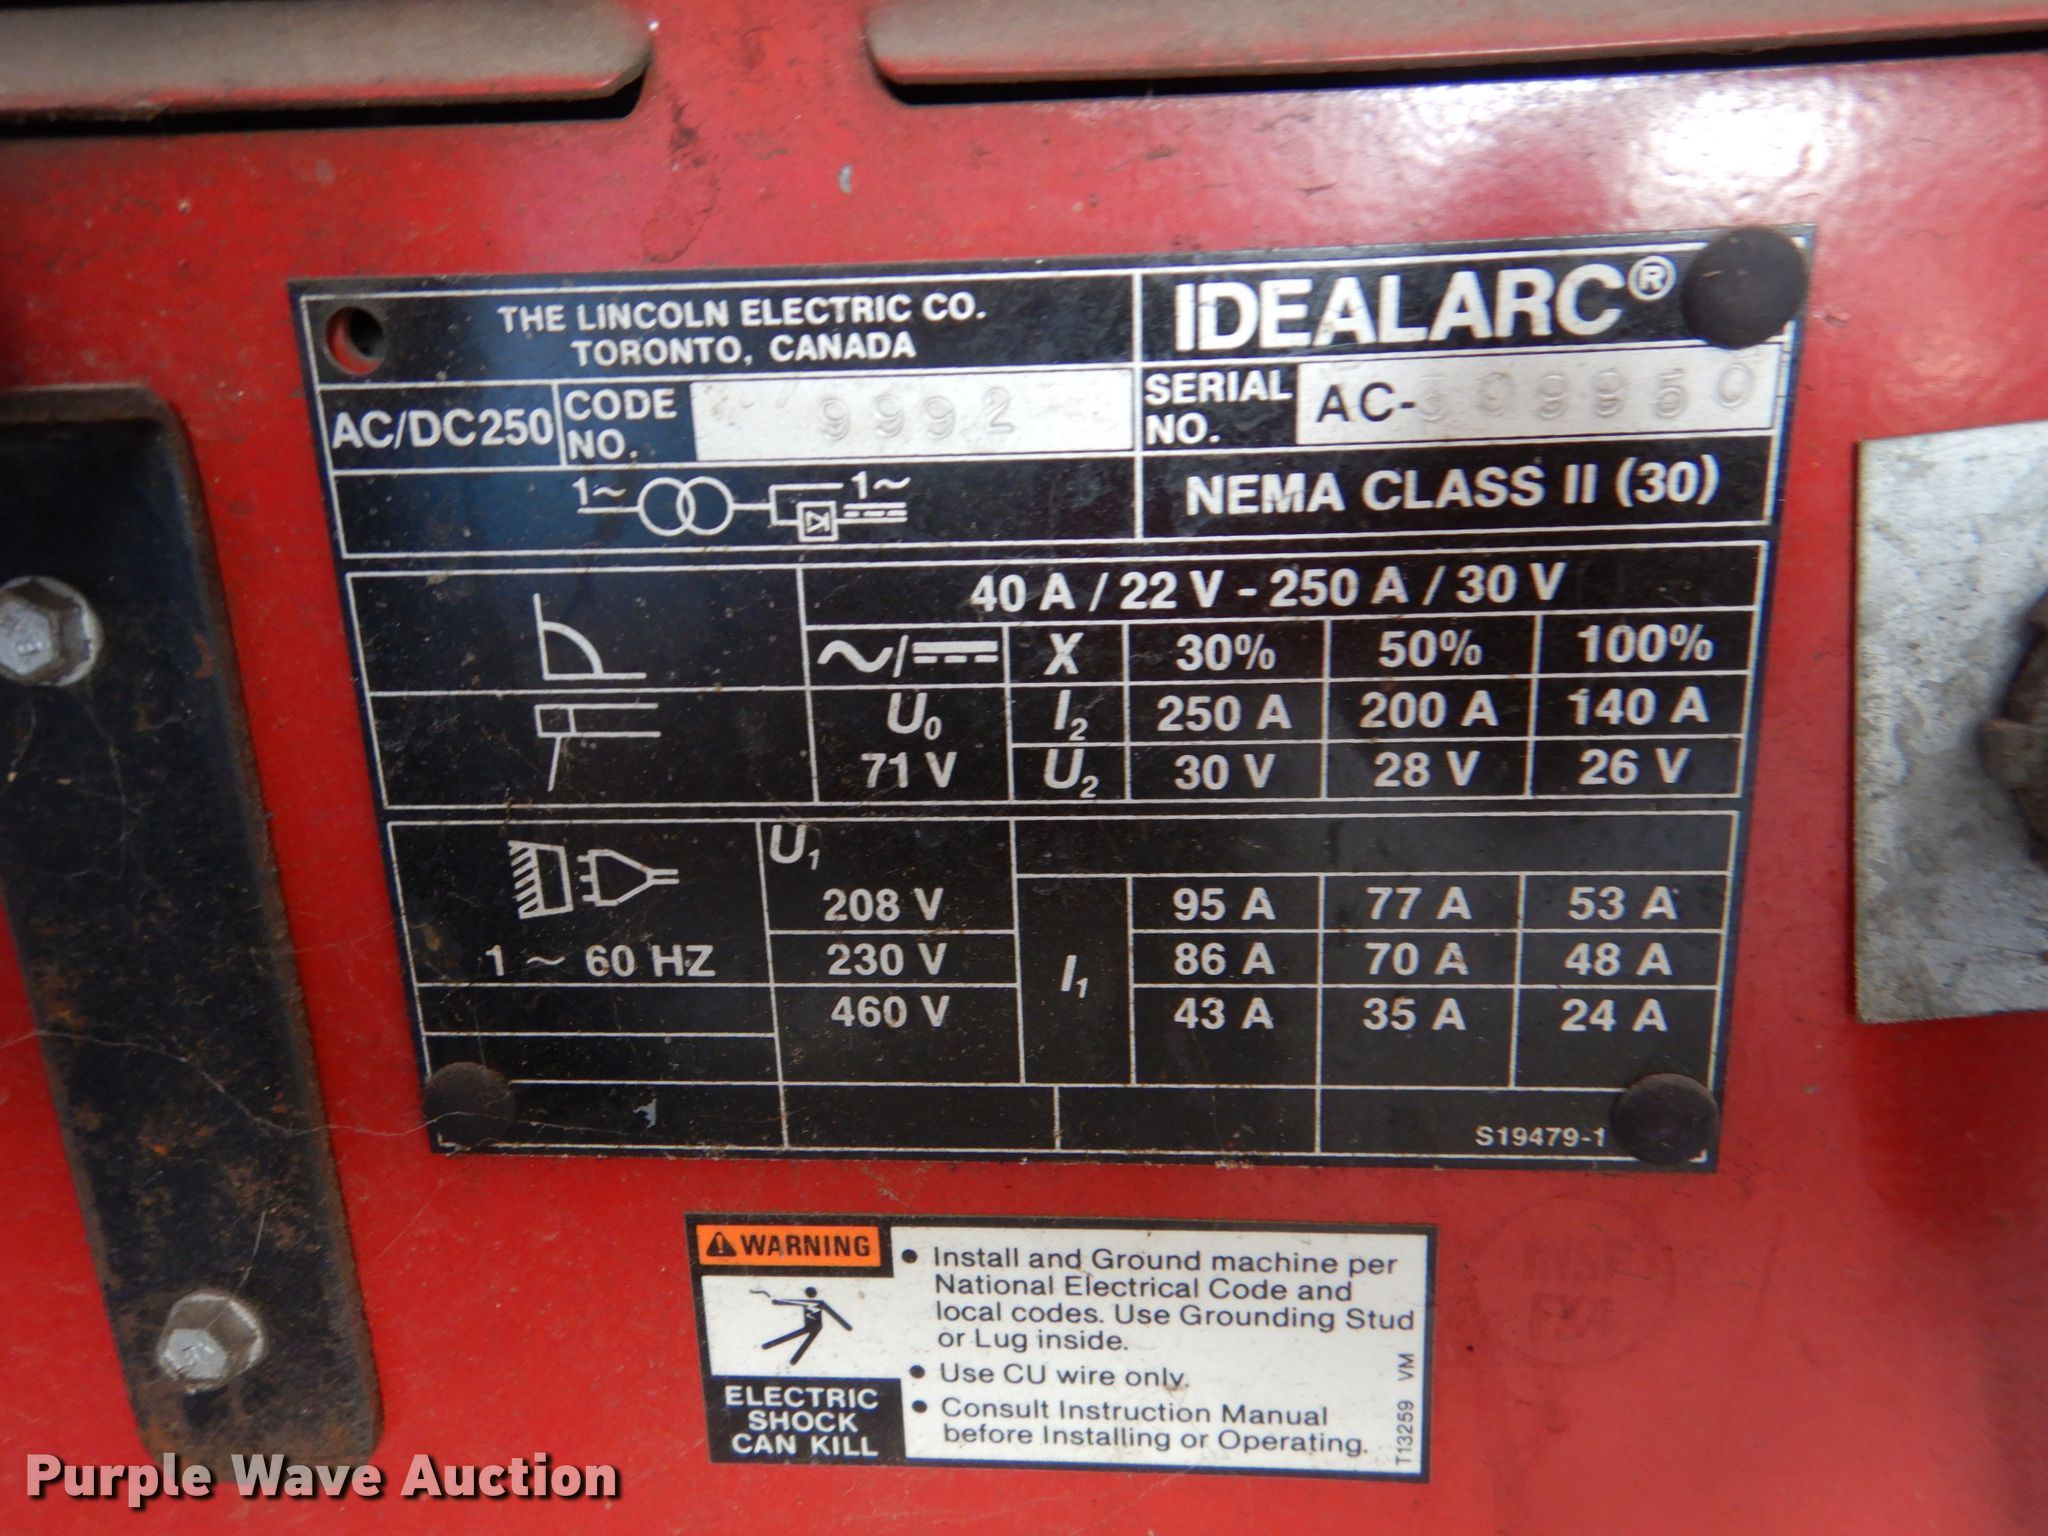 THE LINCOLN ELECTRIC CO.
TORONTO, CANADA
IDEALARC®
AC/DC250
CODE NO. 9992
SERIAL NO. AC-309950
1~ 1~
NEMA CLASS II (30)
40 A / 22 V - 250 A / 30 V
~/ X 30% 50% 100%
U0 I2 250 A 200 A 140 A
71 V U2 30 V 28 V 26 V
U1
208 V 95 A 77 A 53 A
1 ~ 60 HZ 230 V I1 86 A 70 A 48 A
460 V 43 A 35 A 24 A
S19479-1
WARNING
ELECTRIC
SHOCK
CAN KILL
• Install and Ground machine per
National Electrical Code and
local codes. Use Grounding Stud
or Lug inside.
• Use CU wire only.
• Consult Instruction Manual
before Installing or Operating.
T13259 VM
Purple Wave Auction